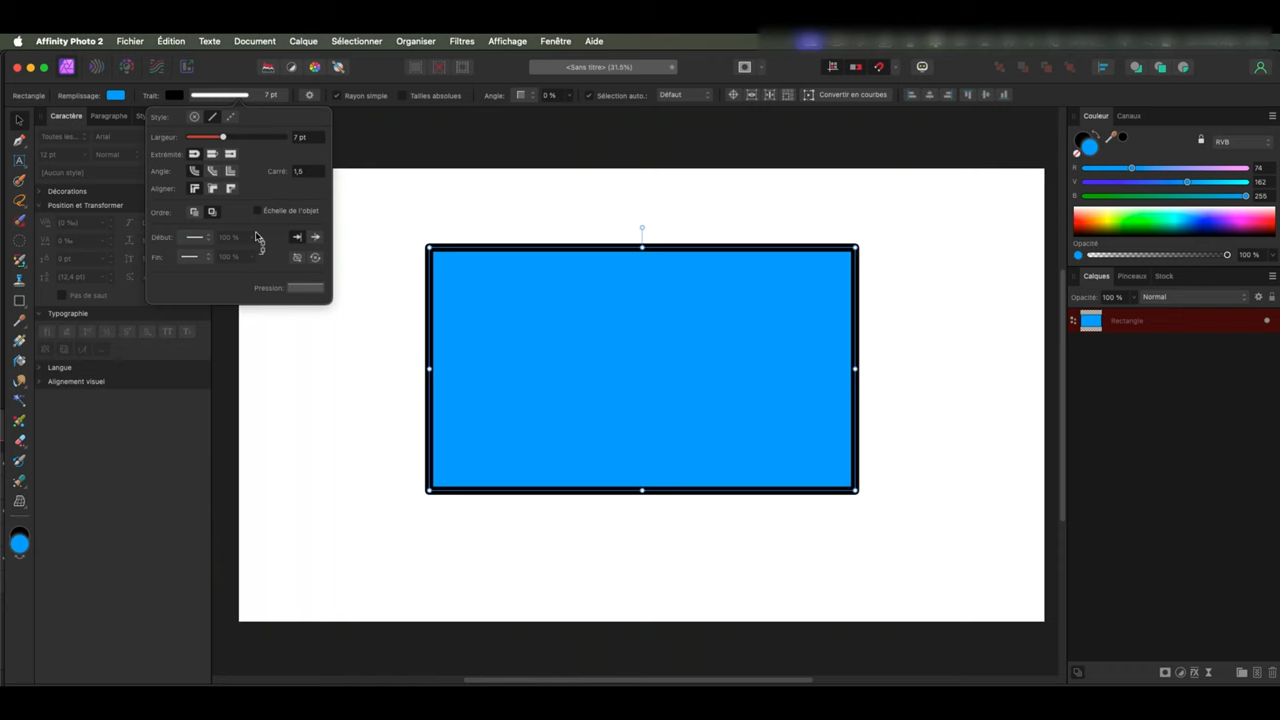 Affinity Photo 2 Fichier Édition Texte Document Calque Sélectionner Organiser Filtres Affichage Fenêtre Aide
<Sans titre> (31.5%)
Rectangle Remplissage: Trait: 7 pt Rayon simple Tailles absolues Angle: 0 % Sélection auto.: Défaut Convertir en courbes
Caractère Paragraphe Sty
Style:
Couleur Canaux
Toutes les... Arial
Largeur: 7 pt
RVB
12 pt Normal
Extrémité:
[Aucun style]
Angle: Carré: 1,5
R 74
Décorations
Aligner:
V 162
Position et Transformer
B 255
Ordre: Échelle de l'objet
(0 ‰)
Début: 100 %
0 ‰
Opacité
Fin: 100 %
100 %
0 pt
(12,4 pt)
Calques Pinceaux Stock
Pression:
Pas de saut
Opacité: 100 % Normal
Typographie
Rectangle
Langue
Alignement visuel